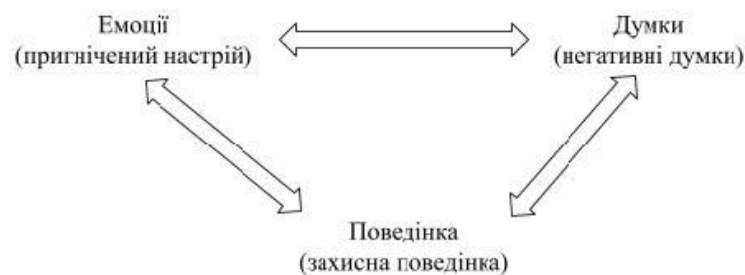 Емоції
(пригнічений настрій)
Думки
(негативні думки)
Поведінка
(захисна поведінка)